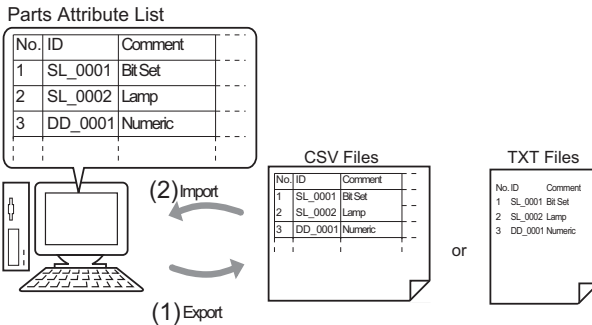 Parts Attribute List
No. ID Comment
1 SL_0001 Bit Set
2 SL_0002 Lamp
3 DD_0001 Numeric
(2) Import
(1) Export
CSV Files
No. ID Comment
1 SL_0001 Bit Set
2 SL_0002 Lamp
3 DD_0001 Numeric
or
TXT Files
No. ID Comment
1 SL_0001 Bit Set
2 SL_0002 Lamp
3 DD_0001 Numeric